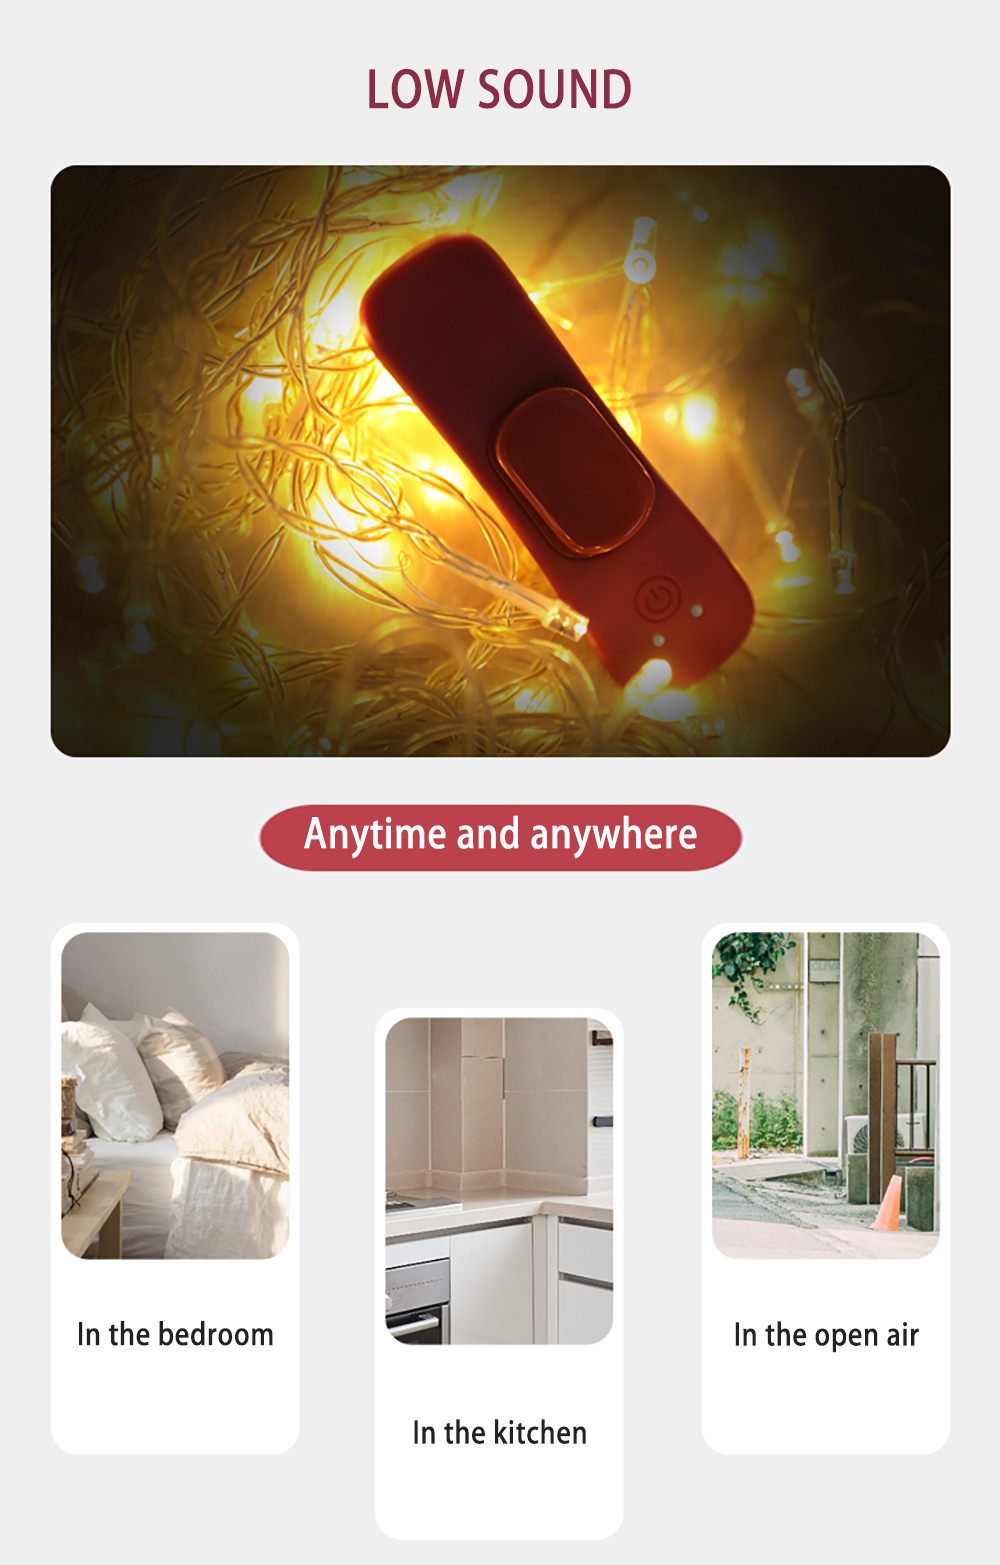 LOW SOUND
Anytime and anywhere
In the bedroom
In the open air
In the kitchen